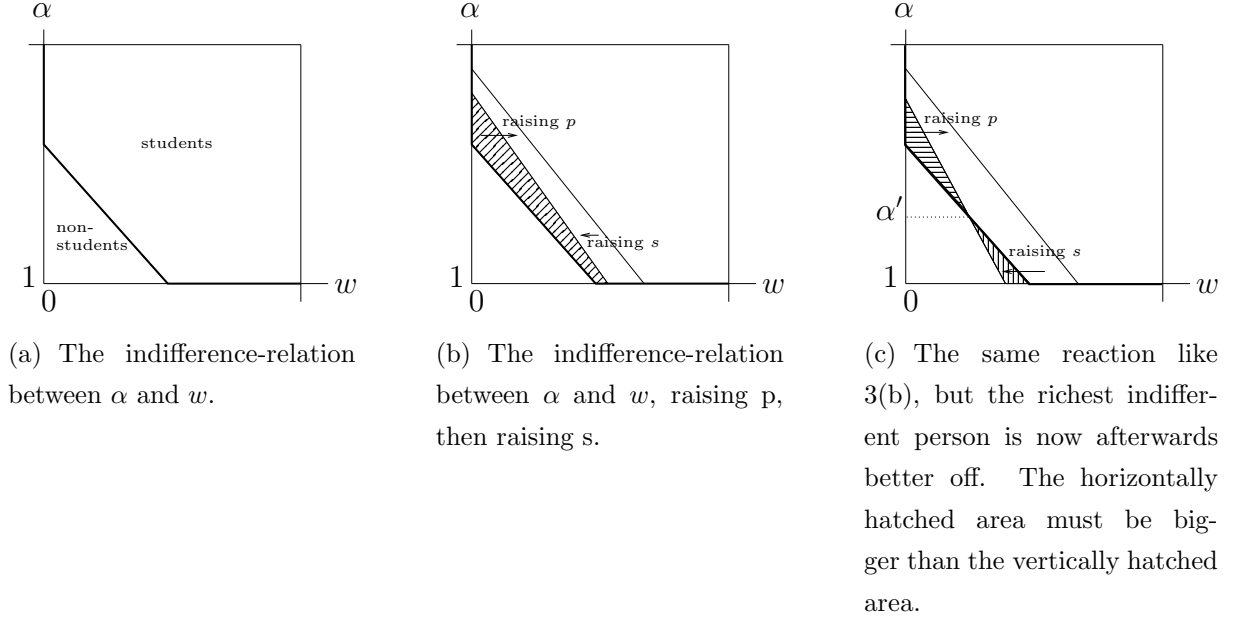 α
students
non-
students
1
0
w
(a) The indifference-relation
between α and w.
α
raising p
raising s
1
0
w
(b) The indifference-relation
between α and w, raising p,
then raising s.
α
raising p
α′
raising s
1
0
w
(c) The same reaction like
3(b), but the richest indiffer-
ent person is now afterwards
better off. The horizontally
hatched area must be big-
ger than the vertically hatched
area.